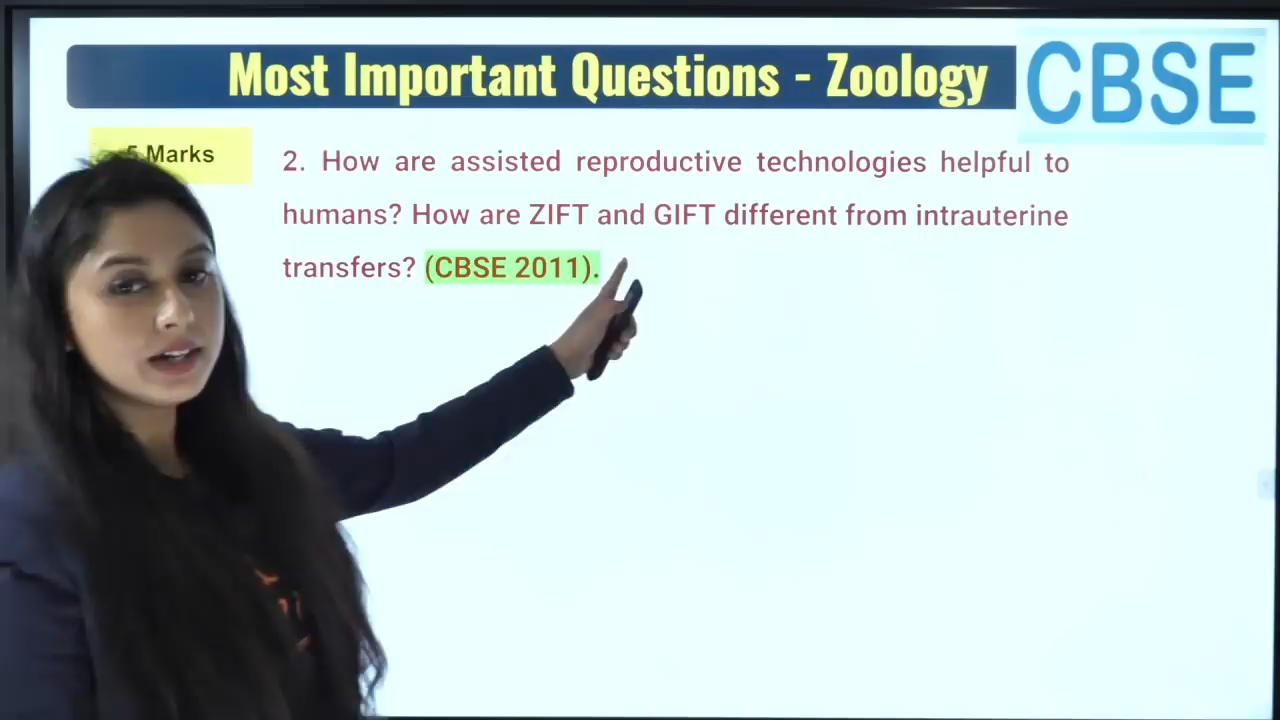 Most Important Questions - Zoology
CBSE
5 Marks
2. How are assisted reproductive technologies helpful to
humans? How are ZIFT and GIFT different from intrauterine
transfers? (CBSE 2011).